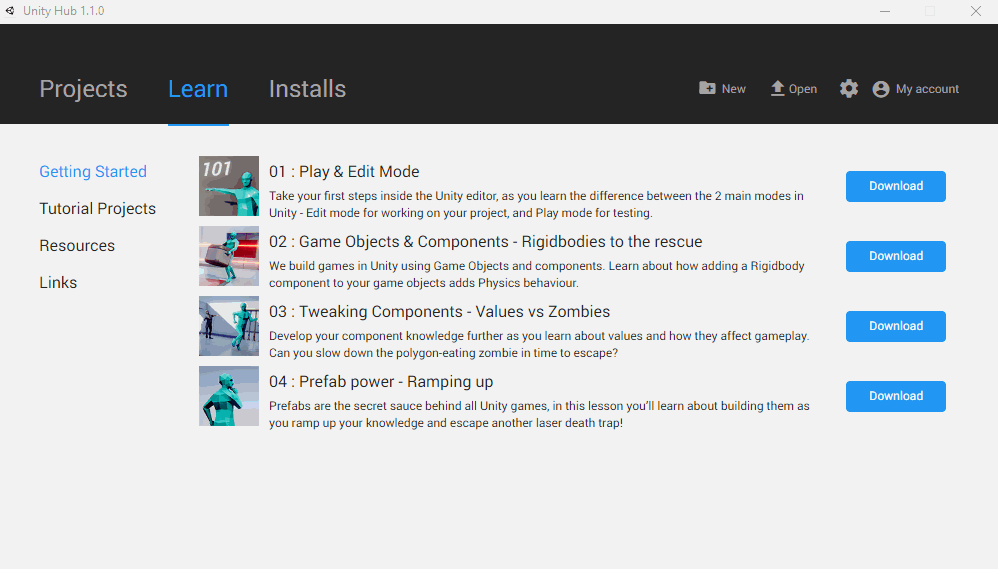 Unity Hub 1.1.0
Projects Learn Installs New Open My account
Getting Started
Tutorial Projects
Resources
Links
101
01 : Play & Edit Mode
Take your first steps inside the Unity editor, as you learn the difference between the 2 main modes in
Unity - Edit mode for working on your project, and Play mode for testing.
Download
02 : Game Objects & Components - Rigidbodies to the rescue
We build games in Unity using Game Objects and components. Learn about how adding a Rigidbody
component to your game objects adds Physics behaviour.
Download
03 : Tweaking Components - Values vs Zombies
Develop your component knowledge further as you learn about values and how they affect gameplay.
Can you slow down the polygon-eating zombie in time to escape?
Download
04 : Prefab power - Ramping up
Prefabs are the secret sauce behind all Unity games, in this lesson you’ll learn about building them as
you ramp up your knowledge and escape another laser death trap!
Download